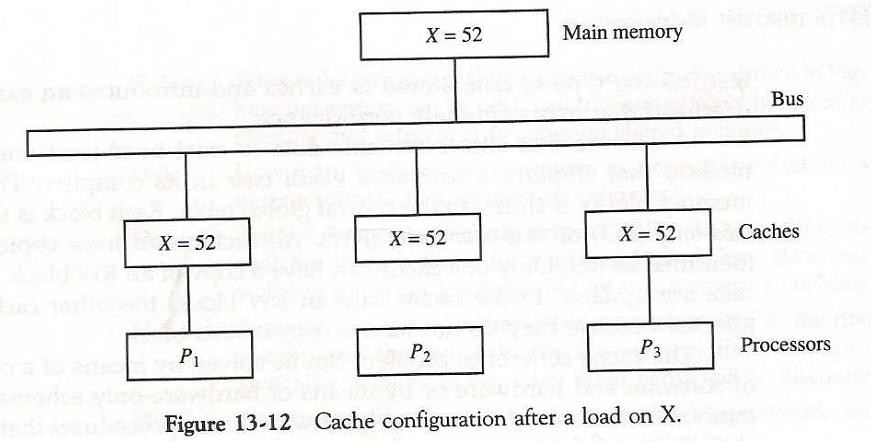 X = 52 Main memory
Bus
X = 52 X = 52 X = 52 Caches
P1 P2 P3 Processors
Figure 13-12 Cache configuration after a load on X.